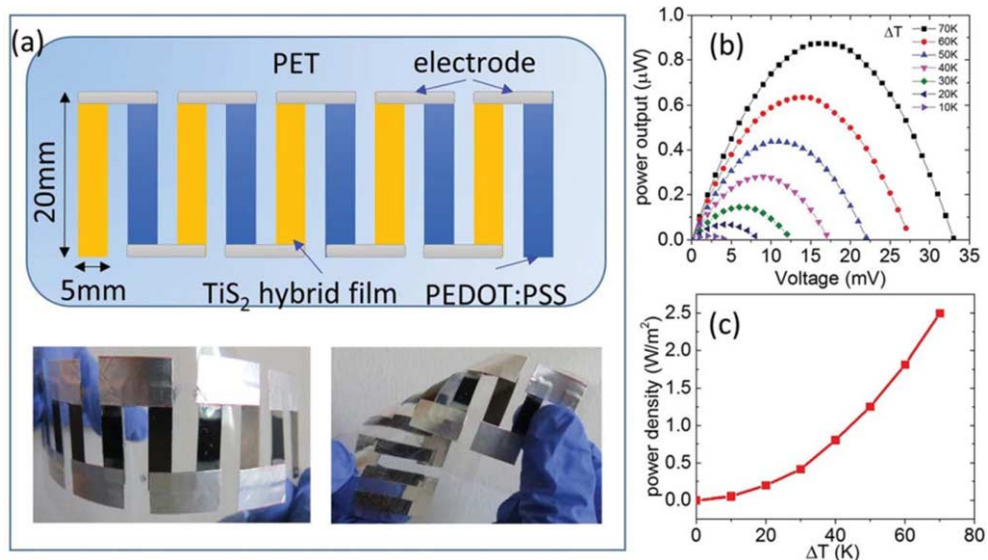 (a)
PET
electrode
20mm
5mm
TiS₂ hybrid film
PEDOT:PSS
(b)
power output (μW)
0.8
0.6
0.4
0.2
0.0
ΔT
70K
60K
50K
40K
30K
20K
10K
0 5 10 15 20 25 30 35
Voltage (mV)
(c)
power density (W/m²)
2.5
2.0
1.5
1.0
0.5
0.0
0 20 40 60 80
ΔT (K)